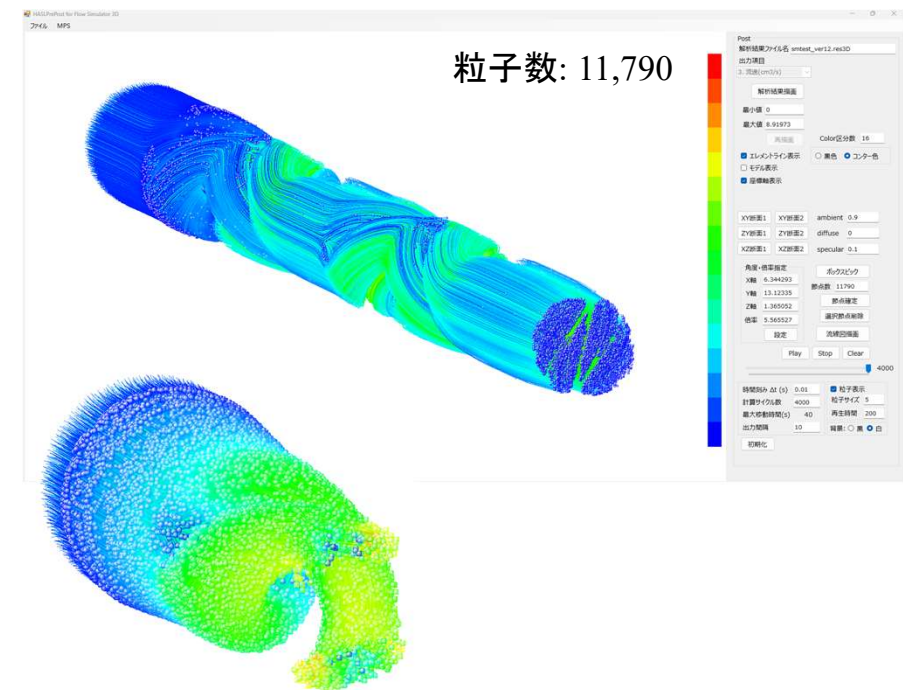 HASLPreProst for Flow Simulator 3D
ファイル MPS
粒子数: 11,790
Post
解析結果ファイル名 smtest_ver12.res3D
出力項目
3. 流速(cm3/s)
解析結果描画
最小値 0
最大値 8.91973
再描画 Color区分数 16
エレメントライン表示 黒色 コンター色
モデル表示
座標軸表示
XY断面1 XY断面2 ambient 0.9
ZY断面1 ZY断面2 diffuse 0
XZ断面1 XZ断面2 specular 0.1
角度・倍率指定 ボックスピック
X軸 6.344293 節点数 11790
Y軸 13.12335 節点確定
Z軸 1.365052 選択節点削除
倍率 5.565527
設定 流線図描画
Play Stop Clear
4000
時間刻み Δt (s) 0.01 粒子表示
計算サイクル数 4000 粒子サイズ 5
最大移動時間(s) 40 再生時間 200
出力間隔 10 背景: 黒 白
初期化